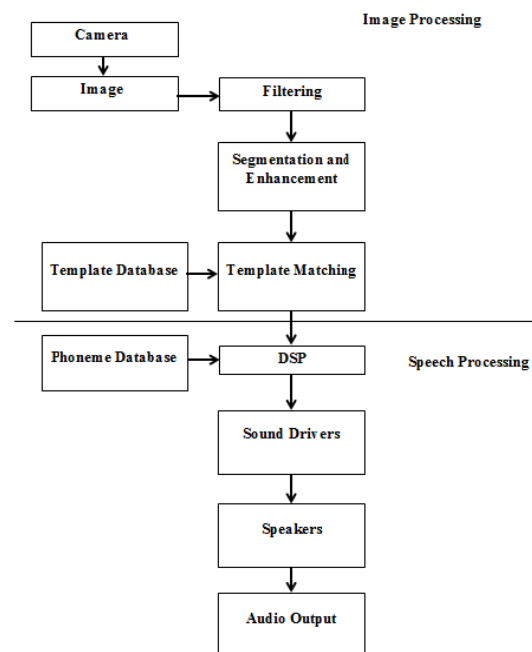 Image Processing
Camera
Image
Filtering
Segmentation and
Enhancement
Template Database
Template Matching
Phoneme Database
DSP
Speech Processing
Sound Drivers
Speakers
Audio Output